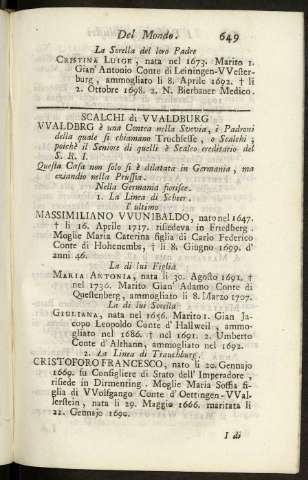 Del Mondo. 649
La Sorella del loro Padre
CRISTINA LUIGE, nata nel 1673. Marito 1.
Gian' Antonio Conte di Leiningen-VVester-
burg, ammogliato li 8. Aprile 1692. † li
2. Ottobre 1698. 2. N. Bierbauer Medico.
SCALCHI di VVALDBURG
VVALDBRG è una Contea nella Svevia, i Padroni
della quale si chiamano Truchsesse, o Scalchi;
poichè il Seniore di quelli è Scalco creditario del
S. R. I.
Questa Casa non solo si è dilatata in Germania, ma
eziandio nella Prussia.
Nella Germania fiorisce.
1. La Linea di Scheer.
L'ultimo
MASSIMILIANO VVUNIBALDO, nato nel 1647.
† li 16. Aprile 1717. risiedeva in Friedberg.
Moglie Maria Caterina figlia di Carlo Federico
Conte di Hohenembs, † li 8. Giugno 1699. d'
anni 46.
La di lui Figlia
MARIA ANTONIA, nata li 30. Agosto 1691. †
nel 1736. Marito Gian' Adamo Conte di
Questenberg, ammogliato li 8. Marzo 1707.
La di lui Sorella
GIULIANA, nata nel 1656. Marito 1. Gian Ja-
copo Leopoldo Conte d'Hallweil, ammo-
gliato nel 1686. † nel 1691. 2. Umberto
Conte d'Althann, ammogliato nel 1692.
2. La Linea di Trauchburg.
CRISTOFORO FRANCESCO, nato li 20. Gennajo
1669. fu Consigliere di Stato dell'Imperadore,
risiede in Dirmenting. Moglie Maria Soffia fi-
glia di VVolfgango Conte d'Oettingen-VVal-
lerstein, nata li 29. Maggio 1666. maritata li
22. Gennajo 1690.
I di